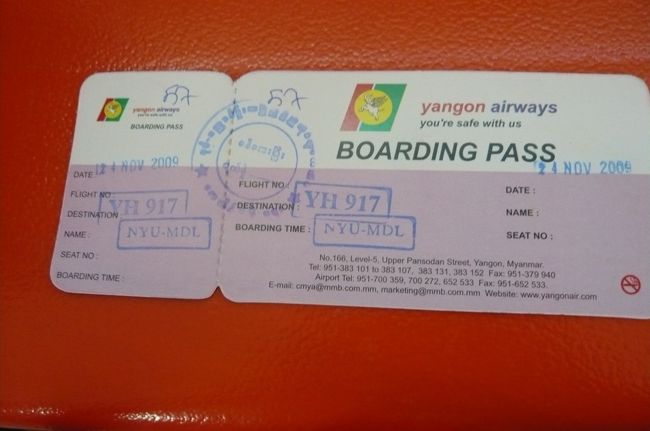 yangon airways
BOARDING PASS
24 NOV 2009
DATE :
FLIGHT NO :
YH 917
DESTINATION :
NYU-MDL
NAME :
SEAT NO :
BOARDING TIME :
yangon airways
you're safe with us
BOARDING PASS
24 NOV 2009
FLIGHT NO :
DATE :
YH 917
DESTINATION :
NAME :
BOARDING TIME :
NYU-MDL
SEAT NO :
No.166, Level-5, Upper Pansodan Street, Yangon, Myanmar.
Tel: 951-383 101 to 383 107, 383 131, 383 152. Fax: 951-379 940
Airport Tel: 951-700 359, 700 272, 652 533 Fax: 951-652 533.
E-mail: cmya@mmb.com.mm, marketing@mmb.com.mm Website: www.yangonair.com